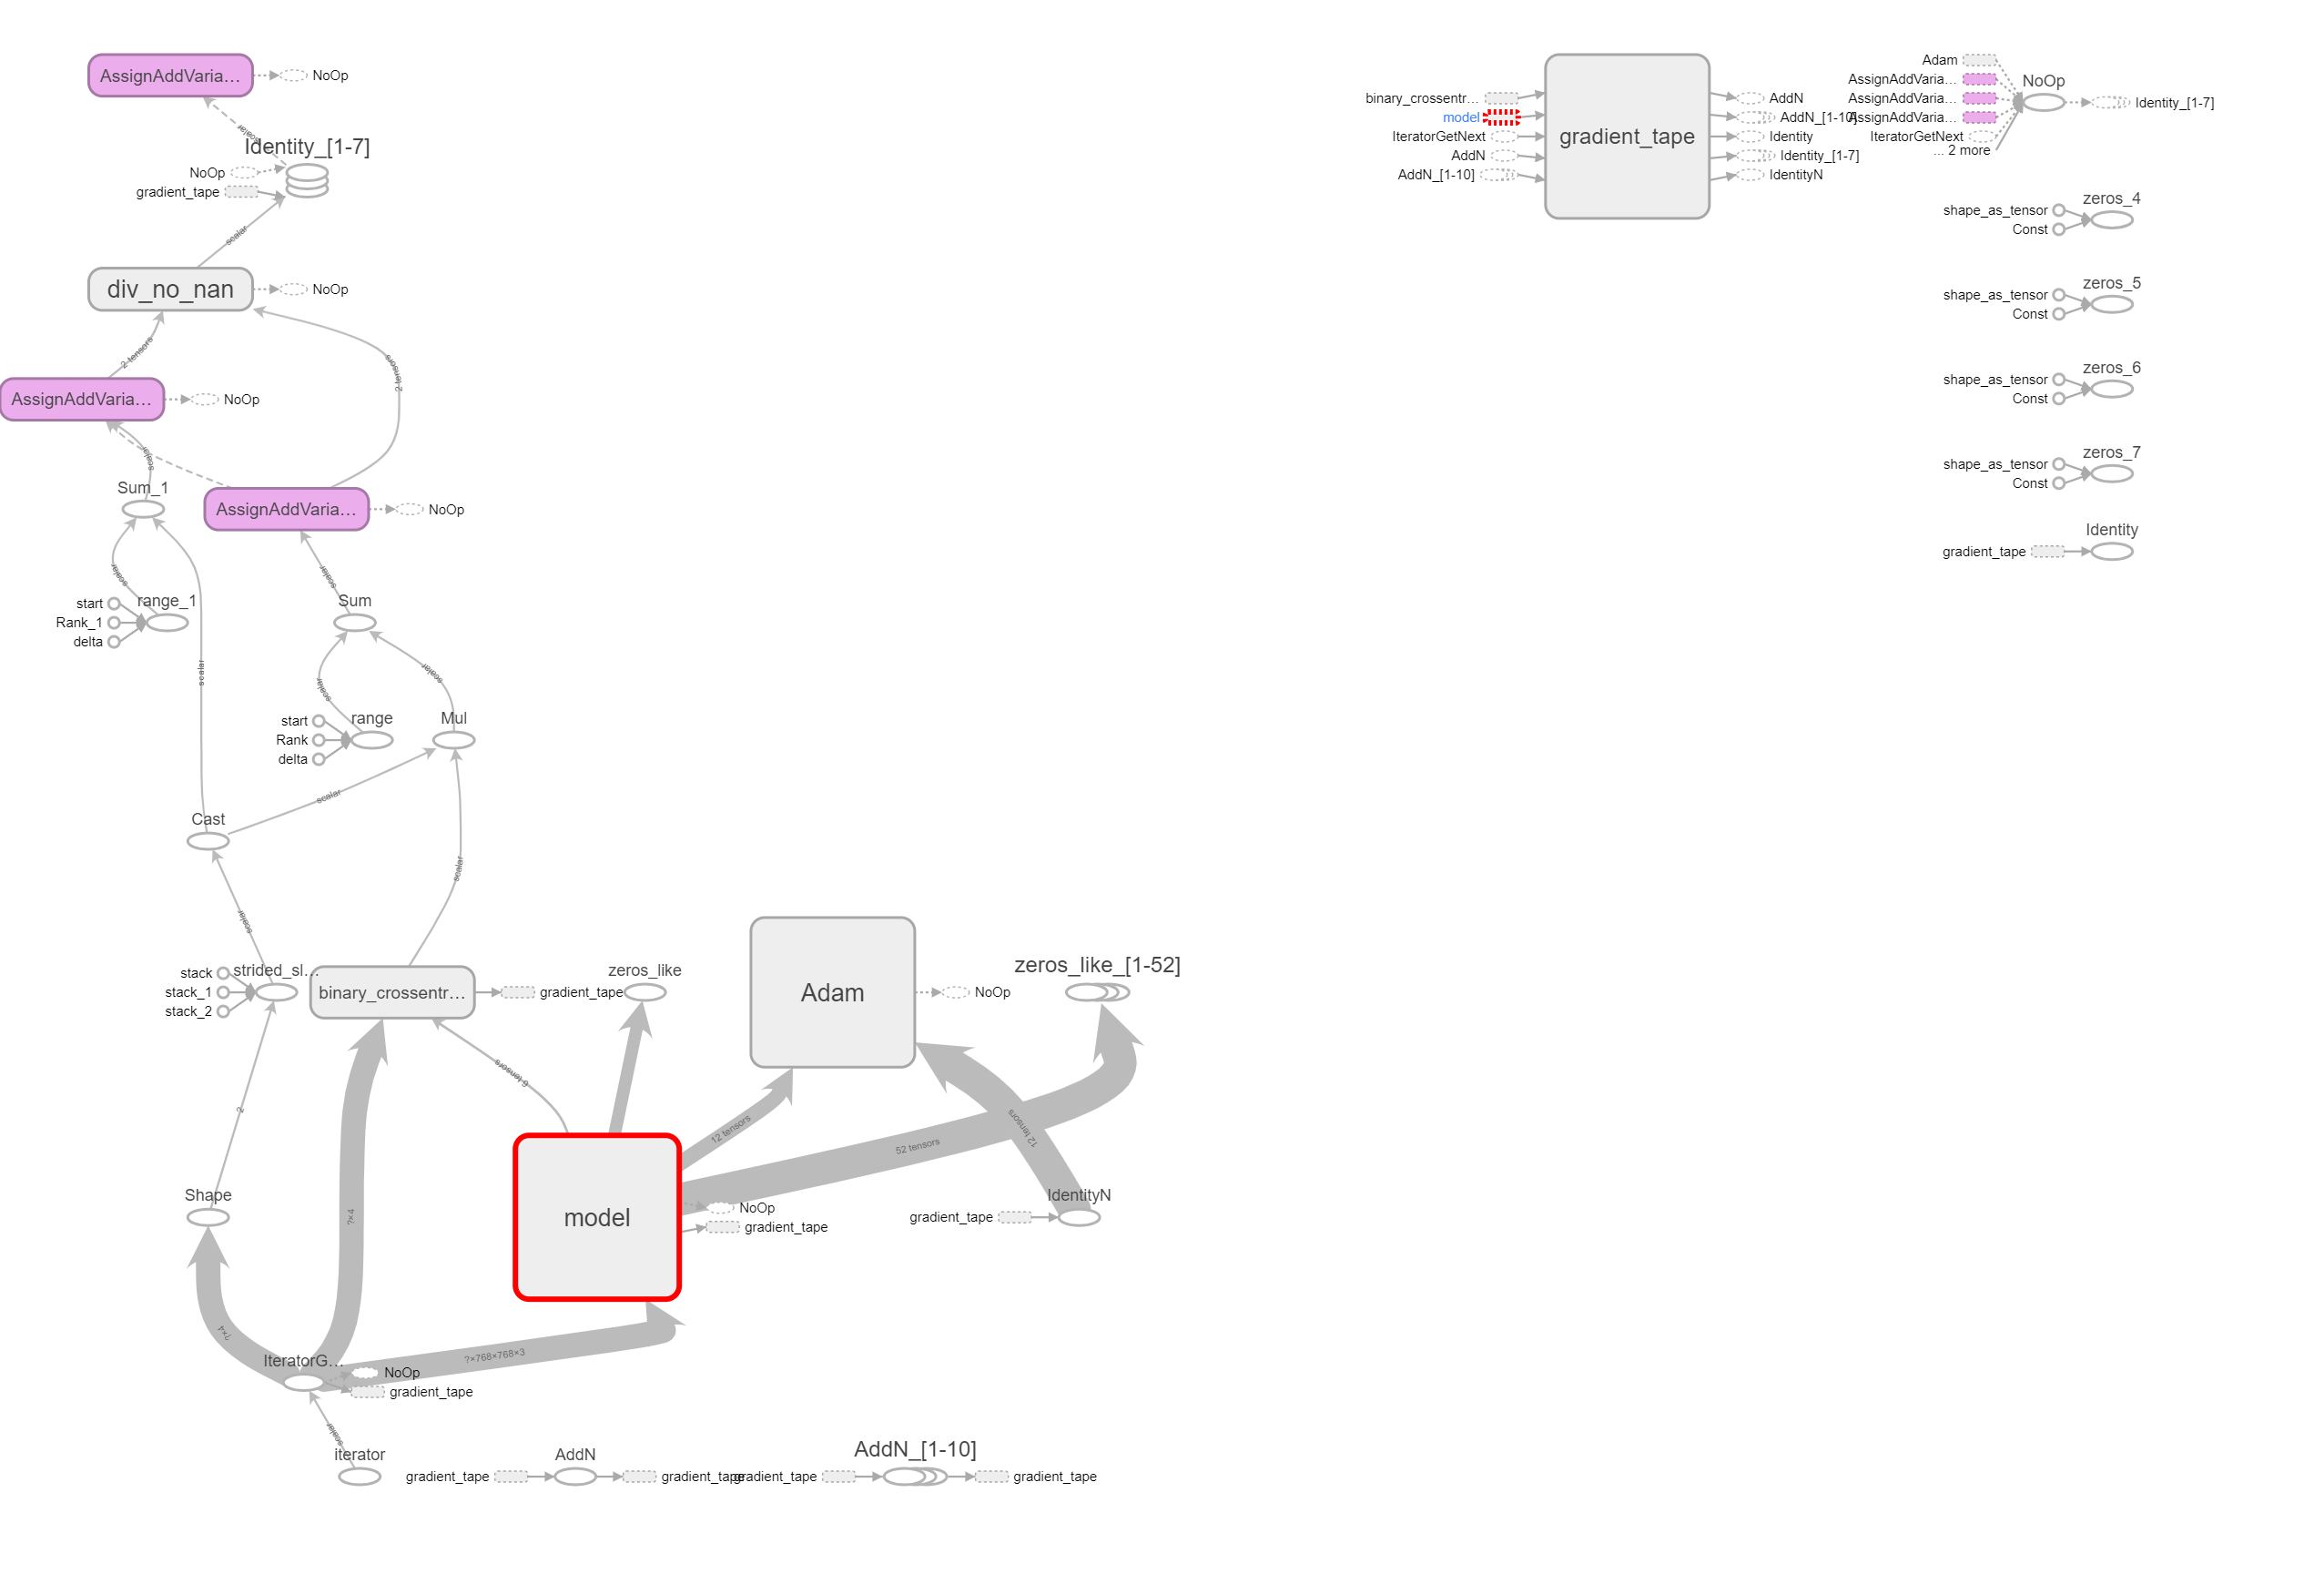 AssignAddVaria…
NoOp
scalar
Identity_[1-7]
NoOp
gradient_tape
scalar
div_no_nan
NoOp
2 tensors
2 tensors
AssignAddVaria…
NoOp
scalar
Sum_1
AssignAddVaria…
NoOp
scalar
scalar
start
Rank_1
delta
range_1
Sum
scalar
scalar
scalar
start
Rank
delta
range
Mul
scalar
Cast
scalar
scalar
stack
stack_1
stack_2
strided_sl…
binary_crossentr…
gradient_tape
zeros_like
Adam
NoOp
zeros_like_[1-52]
6 tensors
2
12 tensors
52 tensors
12 tensors
Shape
?×4
model
NoOp
gradient_tape
gradient_tape
IdentityN
?×4
?×768×768×3
IteratorG…
NoOp
gradient_tape
scalar
iterator
gradient_tape
AddN
gradient_tape
gradient_tape
AddN_[1-10]
gradient_tape
binary_crossentr…
model
IteratorGetNext
AddN
AddN_[1-10]
gradient_tape
AddN
AddN_[1-10]
Identity
Identity_[1-7]
IdentityN
Adam
AssignAddVaria…
AssignAddVaria…
AssignAddVaria…
IteratorGetNext
... 2 more
NoOp
Identity_[1-7]
shape_as_tensor
Const
zeros_4
shape_as_tensor
Const
zeros_5
shape_as_tensor
Const
zeros_6
shape_as_tensor
Const
zeros_7
gradient_tape
Identity